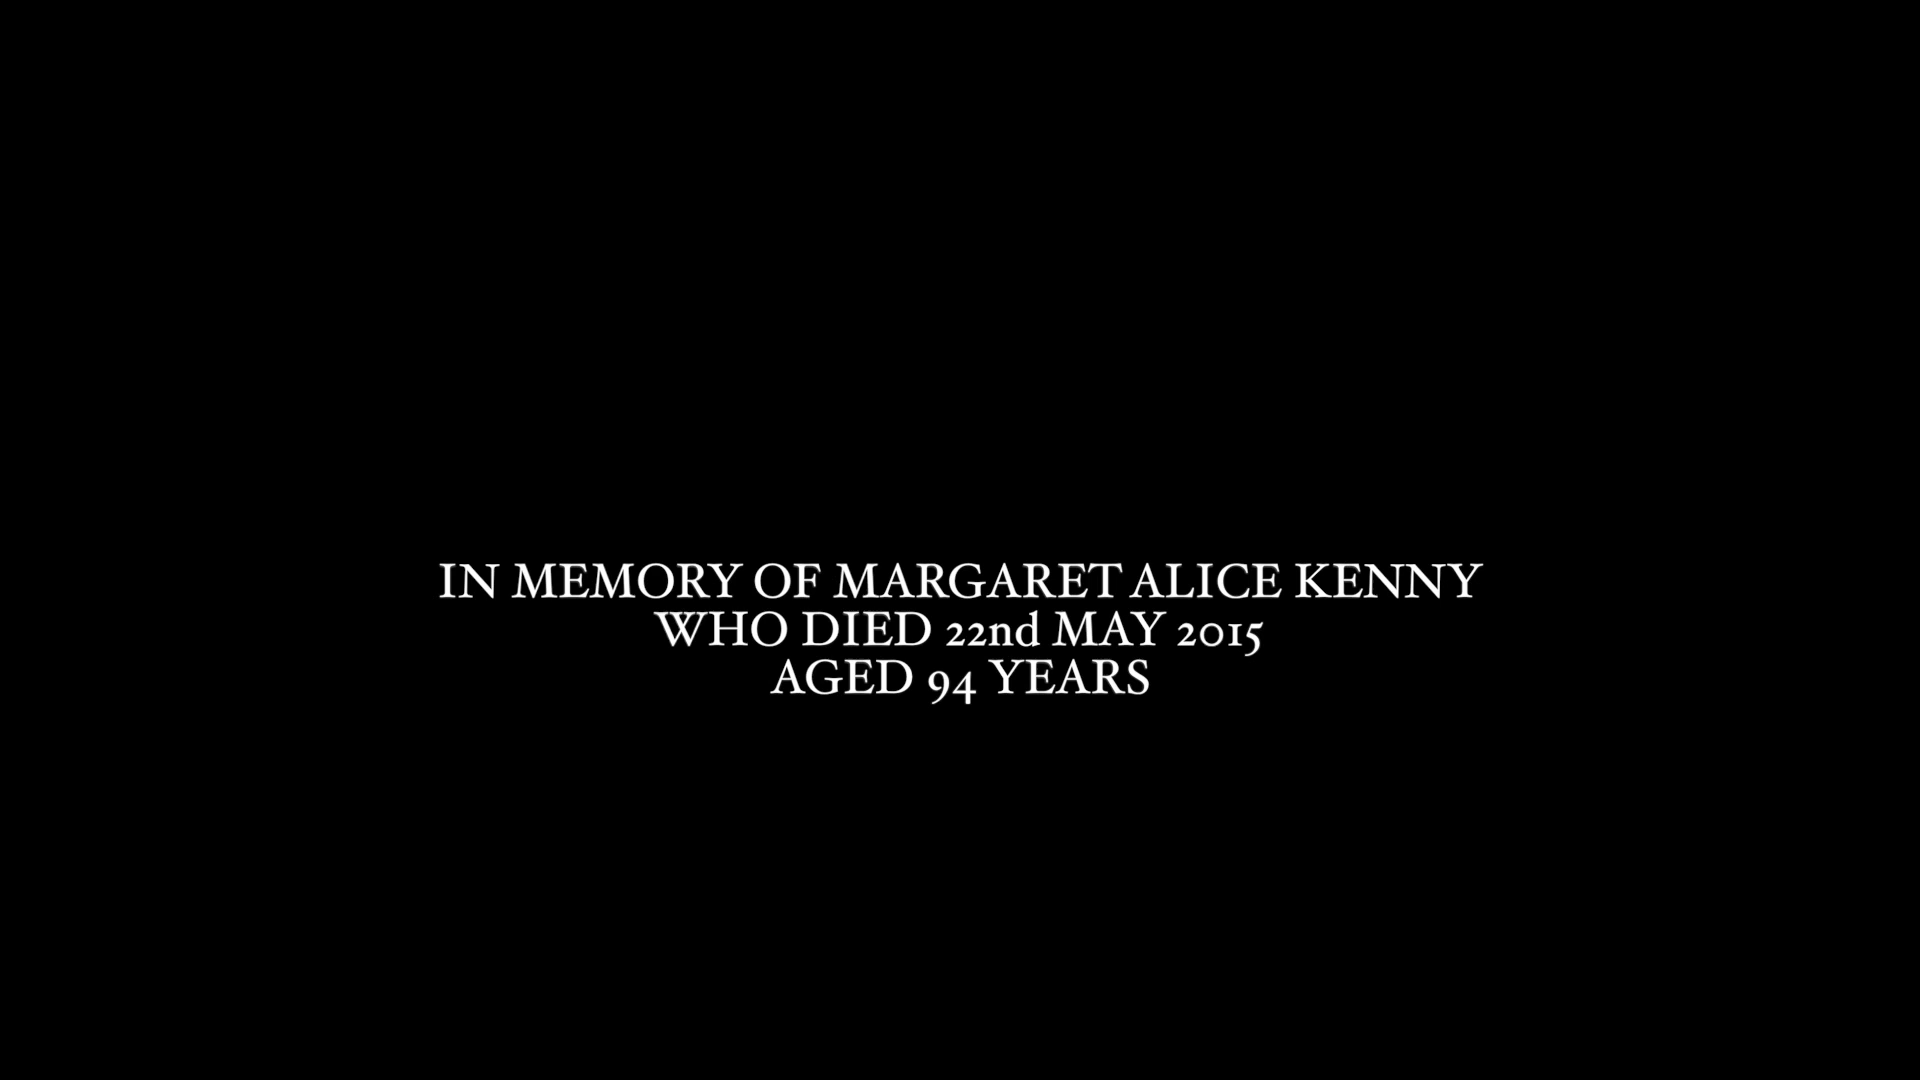 IN MEMORY OF MARGARET ALICE KENNY
WHO DIED 22nd MAY 2015
AGED 94 YEARS